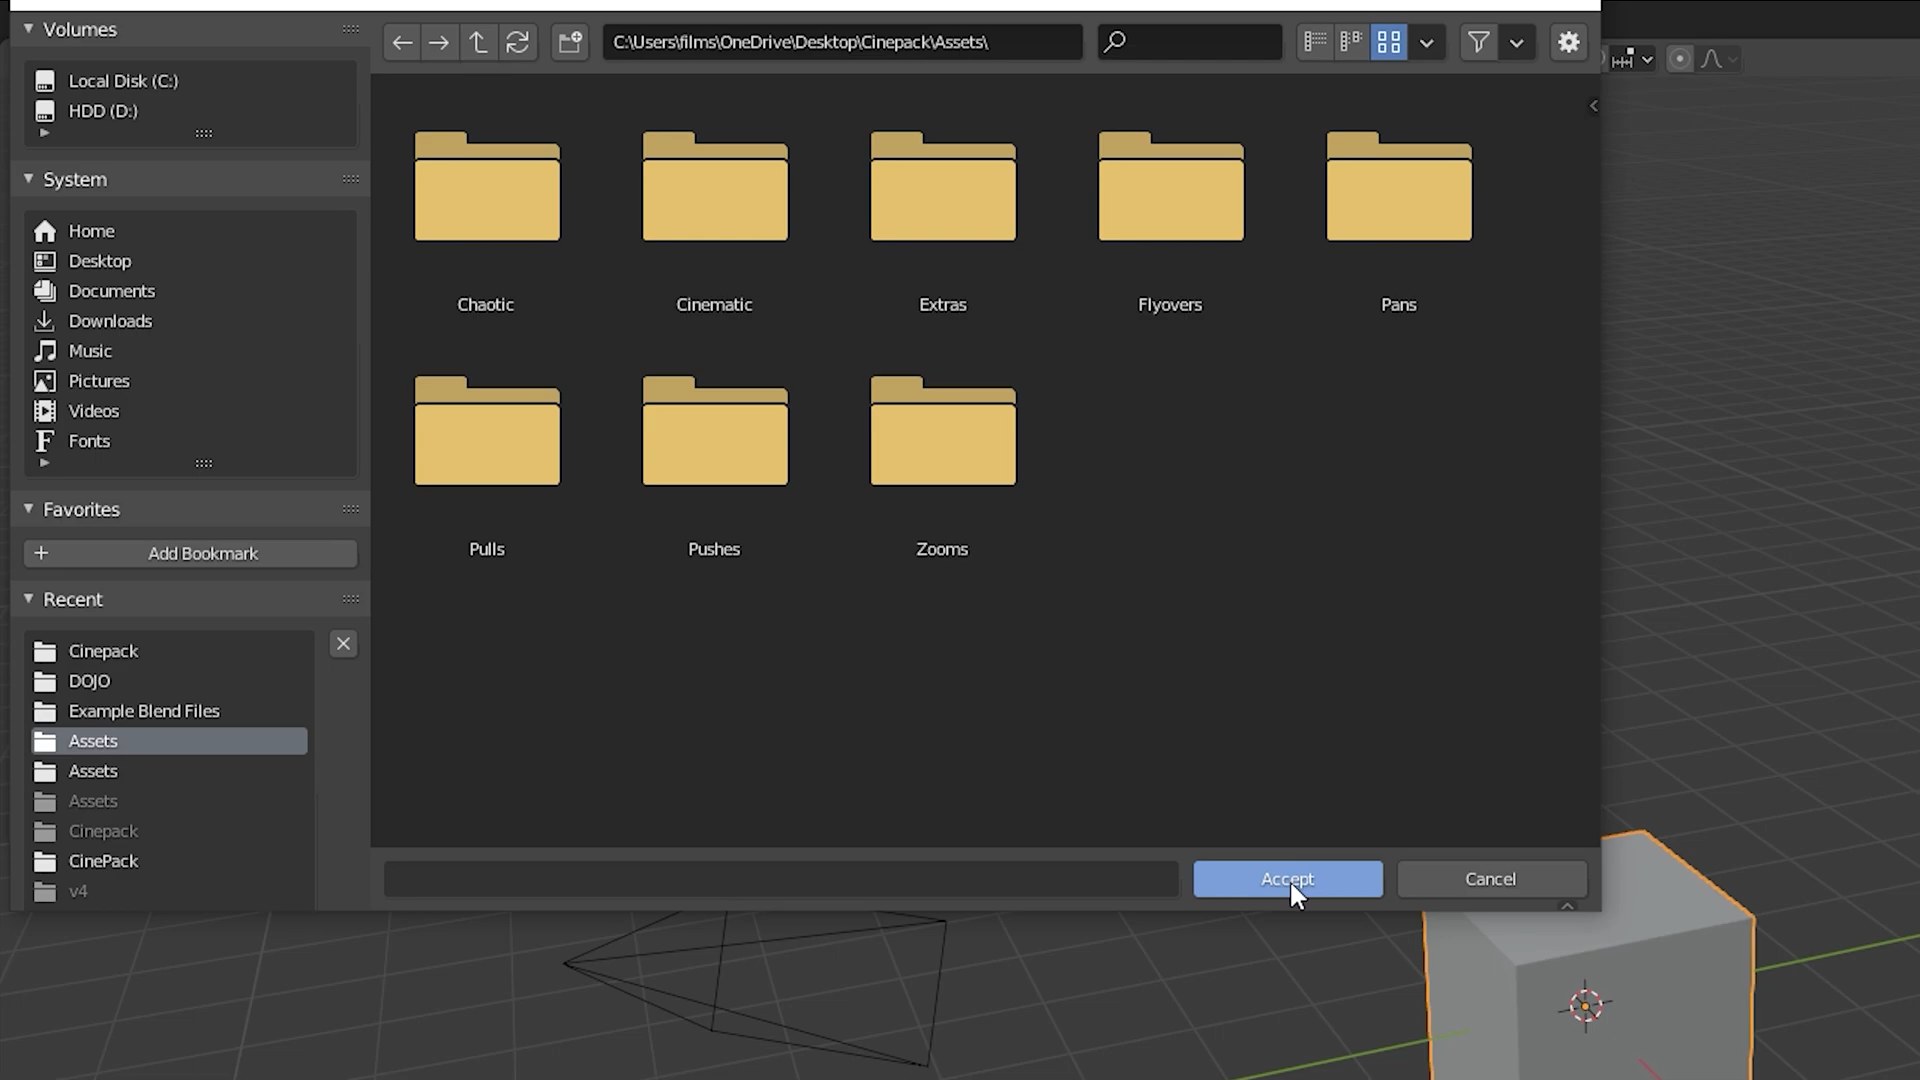 Volumes
Local Disk (C:)
HDD (D:)
System
Home
Desktop
Documents
Downloads
Music
Pictures
Videos
Fonts
Favorites
Add Bookmark
Recent
Cinepack
DOJO
Example Blend Files
Assets
Assets
Assets
Cinepack
CinePack
v4
C:\Users\films\OneDrive\Desktop\Cinepack\Assets\
Chaotic Cinematic Extras Flyovers Pans
Pulls Pushes Zooms
Accept Cancel